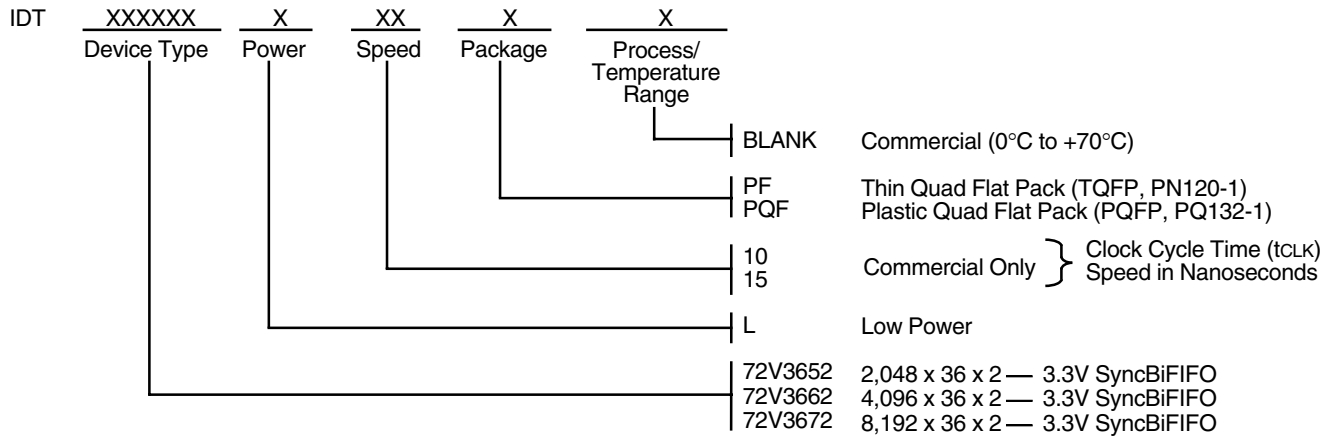 IDT XXXXXX X XX X X
Device Type Power Speed Package Process/
Temperature
Range
BLANK Commercial (0°C to +70°C)
PF Thin Quad Flat Pack (TQFP, PN120-1)
PQF Plastic Quad Flat Pack (PQFP, PQ132-1)
10
15
Commercial Only
Clock Cycle Time (tCLK)
Speed in Nanoseconds
L Low Power
72V3652 2,048 x 36 x 2 — 3.3V SyncBiFIFO
72V3662 4,096 x 36 x 2 — 3.3V SyncBiFIFO
72V3672 8,192 x 36 x 2 — 3.3V SyncBiFIFO